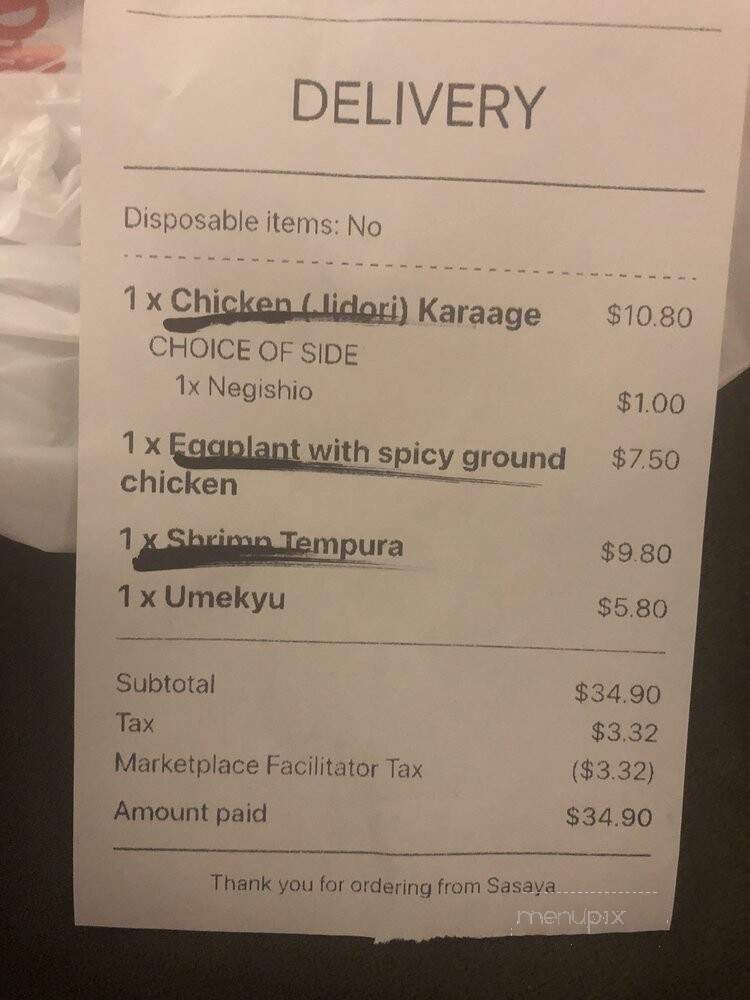 DELIVERY
Disposable items: No
1 x Chicken (Jidori) Karaage $10.80
CHOICE OF SIDE
1x Negishio $1.00
1 x Eggplant with spicy ground $7.50
chicken
1 x Shrimp Tempura $9.80
1 x Umekyu $5.80
Subtotal $34.90
Tax $3.32
Marketplace Facilitator Tax ($3.32)
Amount paid $34.90
Thank you for ordering from Sasaya
menupix